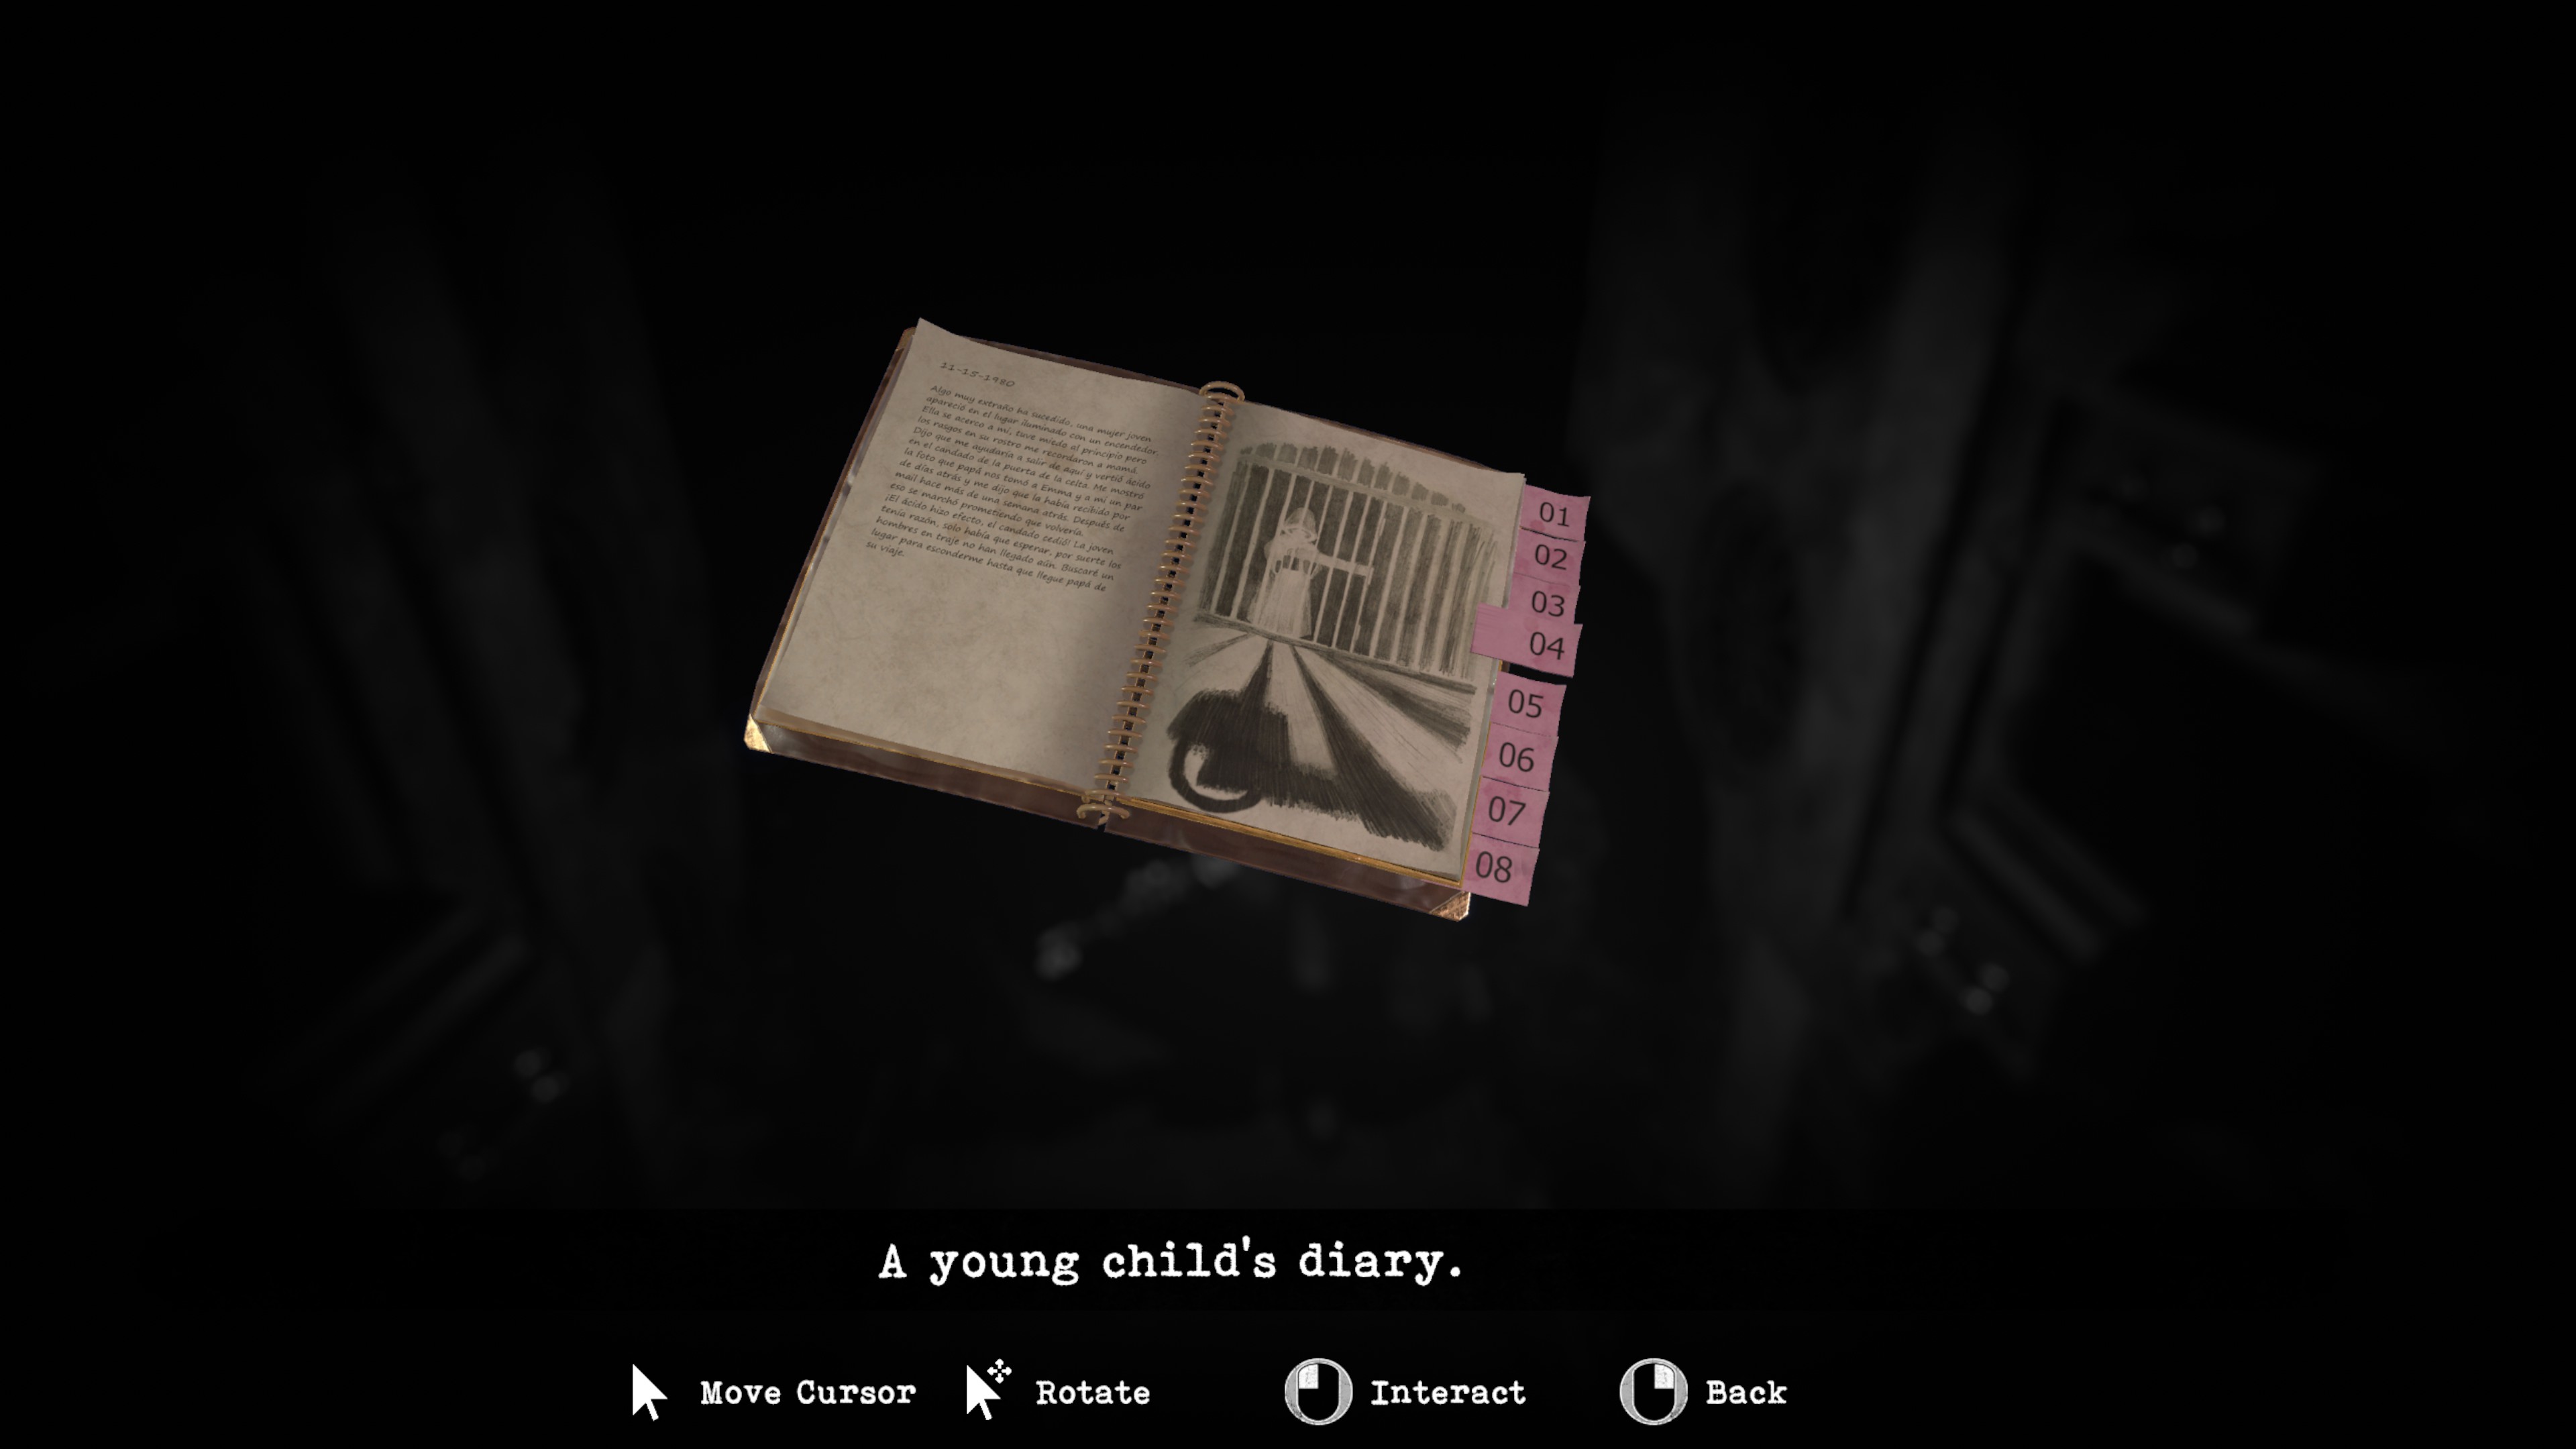 11-15-1980
Algo muy extraño ha sucedido, una mujer joven
apareció en el lugar iluminado con un encendedor.
Ella se acerco a mí, tuve miedo al principio pero
los rasgos en su rostro me recordaron a mamá.
Dijo que me ayudaría a salir de aquí y vertió ácido
en el candado de la puerta de la celta. Me mostró
la foto que papá nos tomó a Emma y a mí un par
de días atrás y me dijo que la había recibido por
mail hace más de una semana atrás. Después de
eso se marchó prometiendo que volvería.
¡El ácido hizo efecto, el candado cedió! La joven
tenía razón, solo había que esperar, por suerte los
hombres en traje no han llegado aún. Buscaré un
lugar para esconderme hasta que llegue papá de
su viaje.
01
02
03
04
05
06
07
08
A young child's diary.
Move Cursor
Rotate
Interact
Back